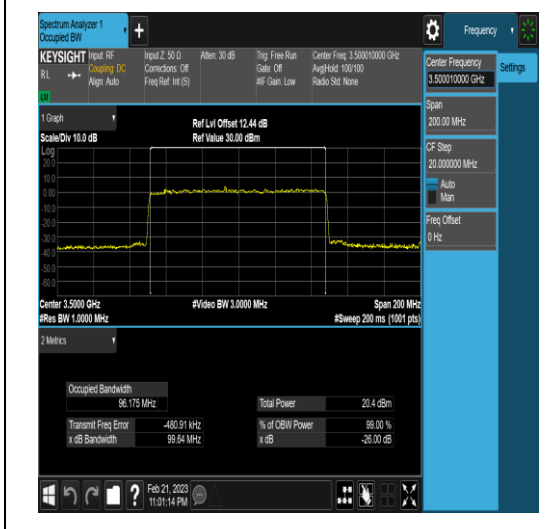 Spectrum Analyzer 1
Occupied BW
+
Frequency
KEYSIGHT
RL
Input: RF
Coupling: DC
Align: Auto
Input Z: 50 Ω
Corrections: Off
Freq Ref: Int (S)
Atten: 30 dB
Trig: Free Run
Gate: Off
#IF Gain: Low
Center Freq: 3.500010000 GHz
Avg|Hold: 100/100
Radio Std: None
1 Graph
Scale/Div 10.0 dB
Ref Lvl Offset 12.44 dB
Ref Value 30.00 dBm
Log
20.0
10.0
0.00
-10.0
-20.0
-30.0
-40.0
-50.0
-60.0
Center 3.5000 GHz
#Res BW 1.0000 MHz
#Video BW 3.0000 MHz
Span 200 MHz
#Sweep 200 ms (1001 pts)
2 Metrics
Occupied Bandwidth
96.175 MHz
Transmit Freq Error -480.91 kHz
x dB Bandwidth 99.64 MHz
Total Power 20.4 dBm
% of OBW Power 99.00 %
x dB -26.00 dB
Center Frequency
3.500010000 GHz
Settings
Span
200.00 MHz
CF Step
20.000000 MHz
Auto
Man
Freq Offset
0 Hz
?
Feb 21, 2023
11:01:14 PM